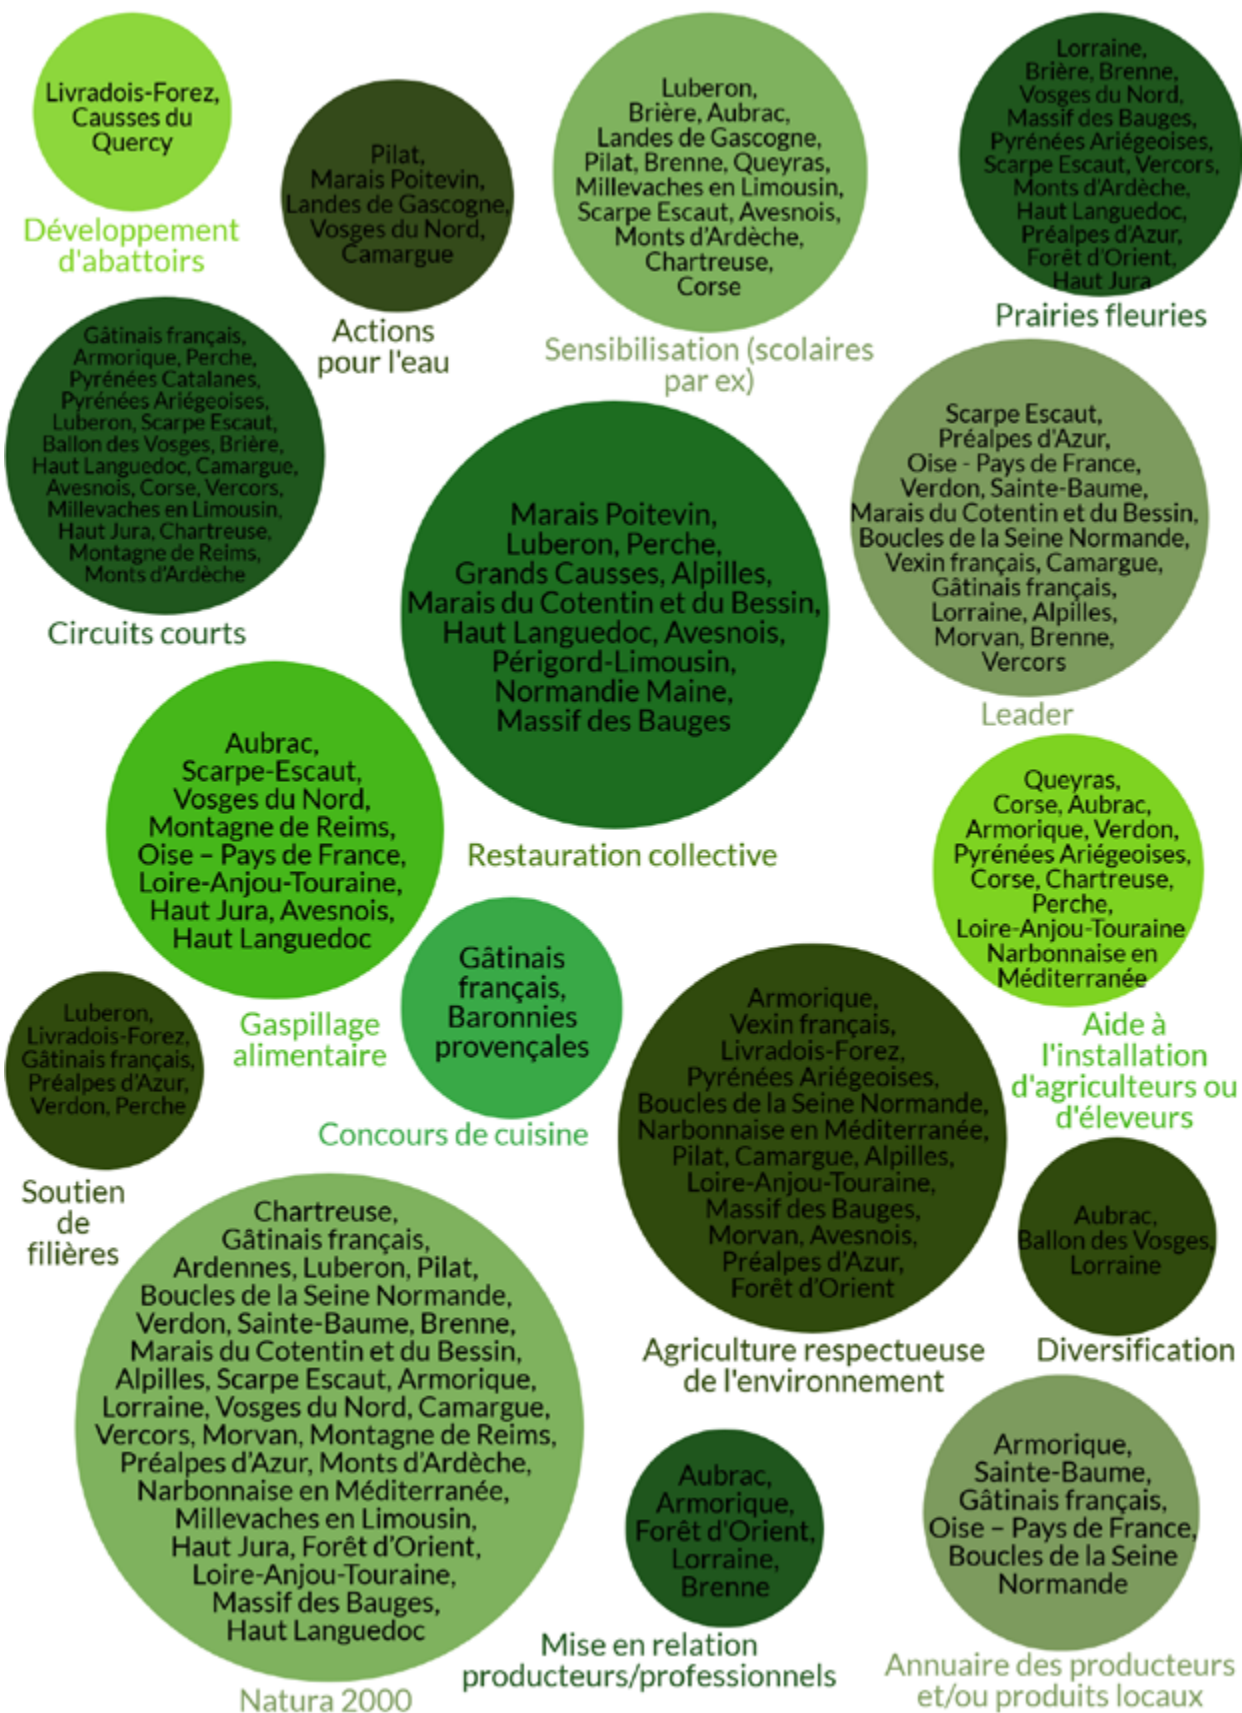 Livradois-Forez,
Causses du
Quercy
Développement
d'abattoirs
Pilat,
Marais Poitevin,
Landes de Gascogne,
Vosges du Nord,
Camargue
Actions
pour l'eau
Luberon,
Brière, Aubrac,
Landes de Gascogne,
Pilat, Brenne, Queyras,
Millevaches en Limousin,
Scarpe Escaut, Avesnois,
Monts d'Ardèche,
Chartreuse,
Corse
Sensibilisation (scolaires
par ex)
Lorraine,
Brière, Brenne,
Vosges du Nord,
Massif des Bauges,
Pyrénées Ariégeoises,
Scarpe Escaut, Vercors,
Monts d'Ardèche,
Haut Languedoc,
Préalpes d'Azur,
Forêt d'Orient,
Haut Jura
Prairies fleuries
Gâtinais français,
Armorique, Perche,
Pyrénées Catalanes,
Pyrénées Ariégeoises,
Luberon, Scarpe Escaut,
Ballon des Vosges, Brière,
Haut Languedoc, Camargue,
Avesnois, Corse, Vercors,
Millevaches en Limousin,
Haut Jura, Chartreuse,
Montagne de Reims,
Monts d'Ardèche
Circuits courts
Marais Poitevin,
Luberon, Perche,
Grands Causses, Alpilles,
Marais du Cotentin et du Bessin,
Haut Languedoc, Avesnois,
Périgord-Limousin,
Normandie Maine,
Massif des Bauges
Restauration collective
Scarpe Escaut,
Préalpes d'Azur,
Oise - Pays de France,
Verdon, Sainte-Baume,
Marais du Cotentin et du Bessin,
Boucles de la Seine Normande,
Vexin français, Camargue,
Gâtinais français,
Lorraine, Alpilles,
Morvan, Brenne,
Vercors
Leader
Aubrac,
Scarpe-Escaut,
Vosges du Nord,
Montagne de Reims,
Oise – Pays de France,
Loire-Anjou-Touraine,
Haut Jura, Avesnois,
Haut Languedoc
Gaspillage
alimentaire
Gâtinais
français,
Baronnies
provençales
Concours de cuisine
Queyras,
Corse, Aubrac,
Armorique, Verdon,
Pyrénées Ariégeoises,
Corse, Chartreuse,
Perche,
Loire-Anjou-Touraine
Narbonnaise en
Méditerranée
Aide à
l'installation
d'agriculteurs ou
d'éleveurs
Luberon,
Livradois-Forez,
Gâtinais français,
Préalpes d'Azur,
Verdon, Perche
Soutien
de
filières
Armorique,
Vexin français,
Livradois-Forez,
Pyrénées Ariégeoises,
Boucles de la Seine Normande,
Narbonnaise en Méditerranée,
Pilat, Camargue, Alpilles,
Loire-Anjou-Touraine,
Massif des Bauges,
Morvan, Avesnois,
Préalpes d'Azur,
Forêt d'Orient
Agriculture respectueuse
de l'environnement
Aubrac,
Ballon des Vosges,
Lorraine
Diversification
Chartreuse,
Gâtinais français,
Ardennes, Luberon, Pilat,
Boucles de la Seine Normande,
Verdon, Sainte-Baume, Brenne,
Marais du Cotentin et du Bessin,
Alpilles, Scarpe Escaut, Armorique,
Lorraine, Vosges du Nord, Camargue,
Vercors, Morvan, Montagne de Reims,
Préalpes d'Azur, Monts d'Ardèche,
Narbonnaise en Méditerranée,
Millevaches en Limousin,
Haut Jura, Forêt d'Orient,
Loire-Anjou-Touraine,
Massif des Bauges,
Haut Languedoc
Natura 2000
Aubrac,
Armorique,
Forêt d'Orient,
Lorraine,
Brenne
Mise en relation
producteurs/professionnels
Armorique,
Sainte-Baume,
Gâtinais français,
Oise – Pays de France,
Boucles de la Seine
Normande
Annuaire des producteurs
et/ou produits locaux